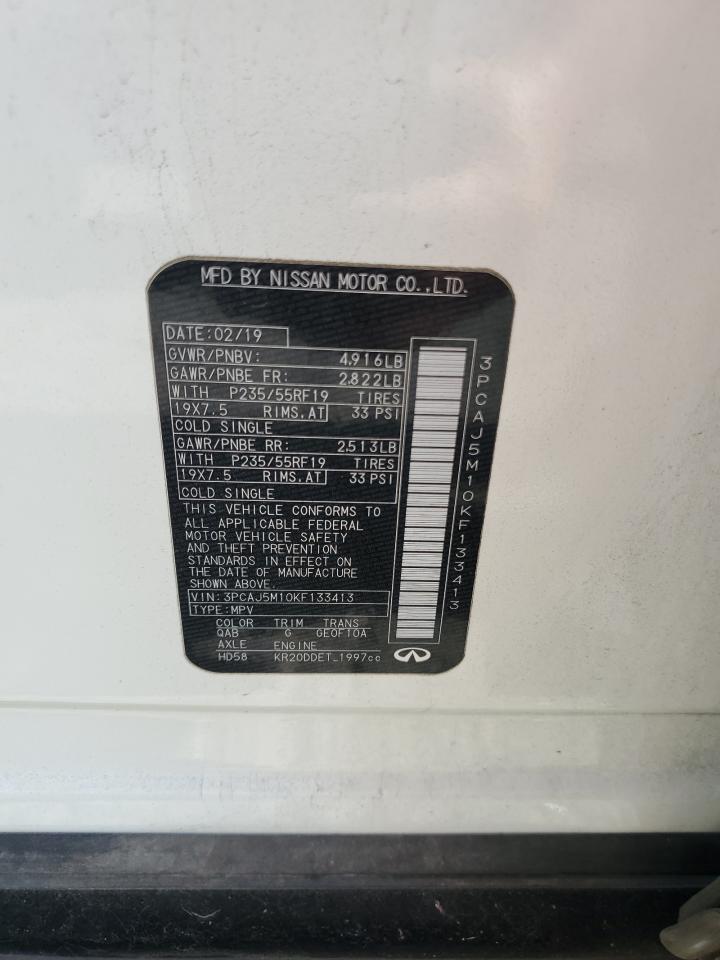 MFD BY NISSAN MOTOR CO.,LTD.
DATE:02/19
GVWR/PNBV: 4,916LB
GAWR/PNBE FR: 2,822LB
WITH P235/55RF19 TIRES
19X7.5 RIMS,AT 33 PSI
COLD SINGLE
GAWR/PNBE RR: 2,513LB
WITH P235/55RF19 TIRES
19X7.5 RIMS,AT 33 PSI
COLD SINGLE
THIS VEHICLE CONFORMS TO
ALL APPLICABLE FEDERAL
MOTOR VEHICLE SAFETY
AND THEFT PREVENTION
STANDARDS IN EFFECT ON
THE DATE OF MANUFACTURE
SHOWN ABOVE.
VIN:3PCAJ5M10KF133413
TYPE:MPV
COLOR TRIM TRANS
QAB G GE0F10A
AXLE ENGINE
HD58 KR20DDET_1997cc
3PCAJ5M10KF133413